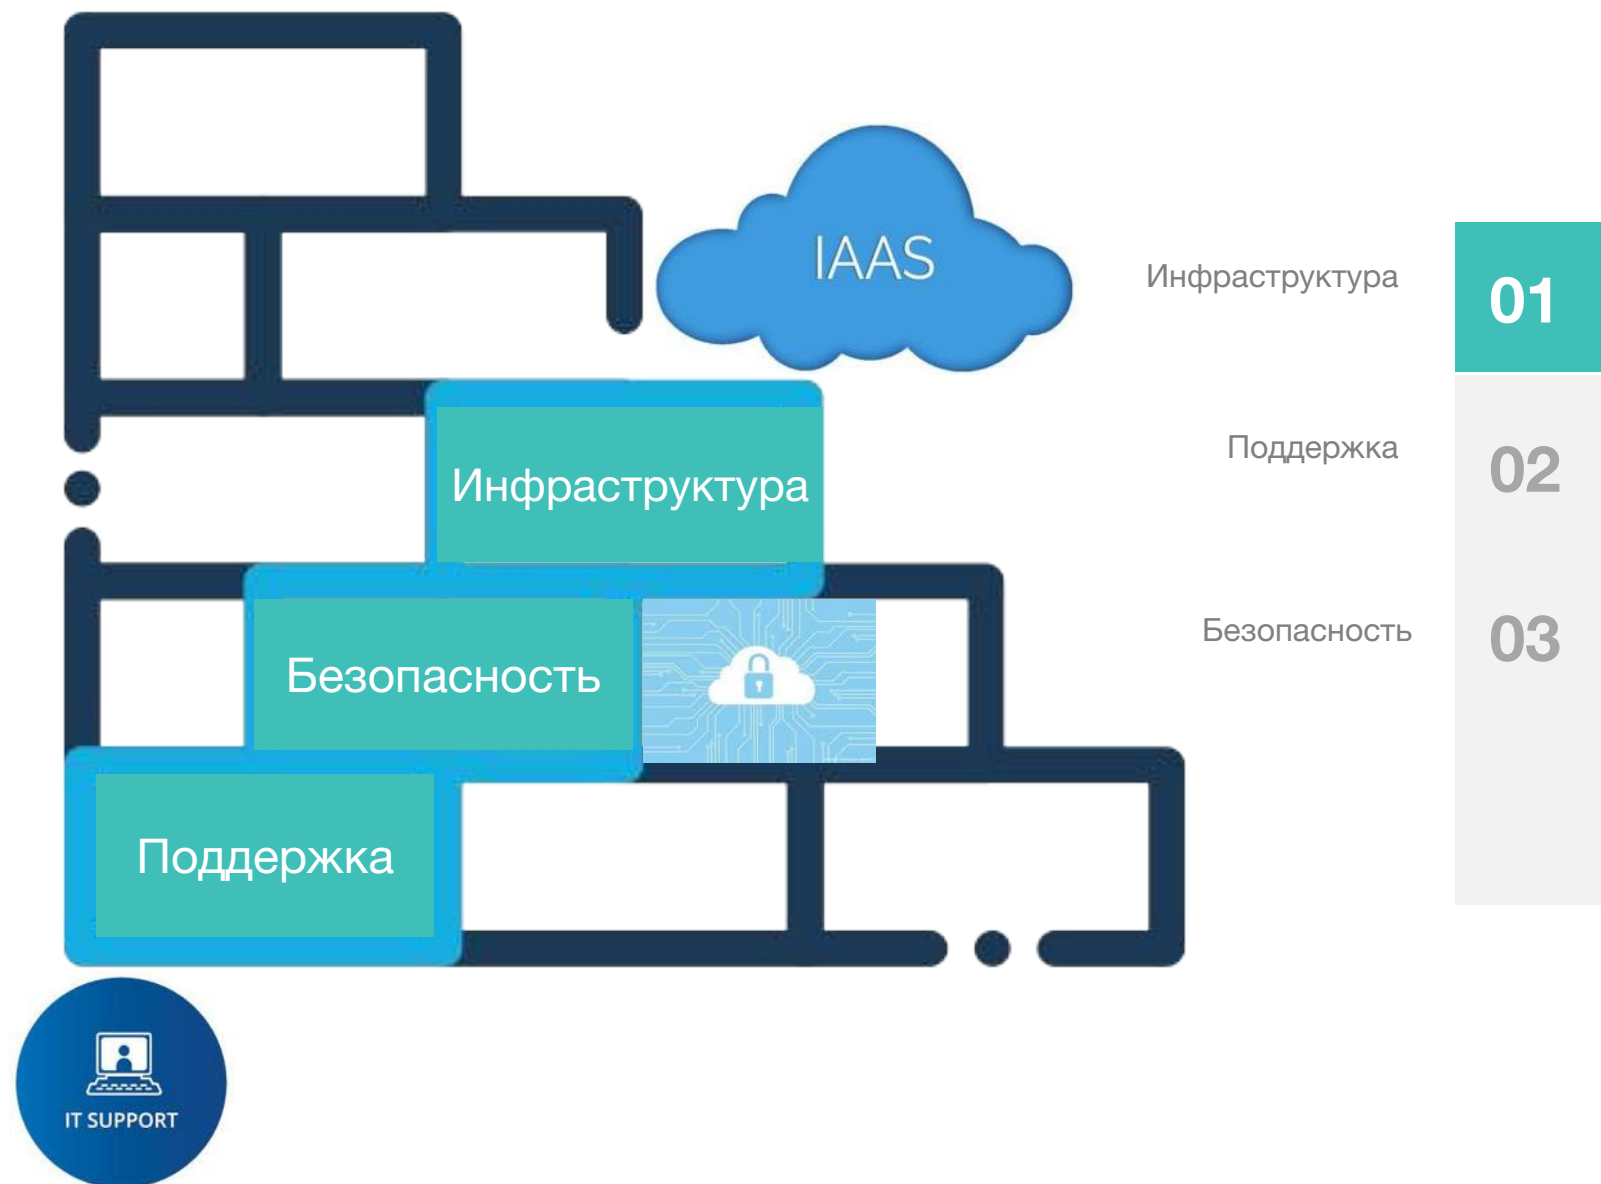 IAAS
Инфраструктура
01
Поддержка
02
Инфраструктура
Безопасность
03
Безопасность
Поддержка
IT SUPPORT